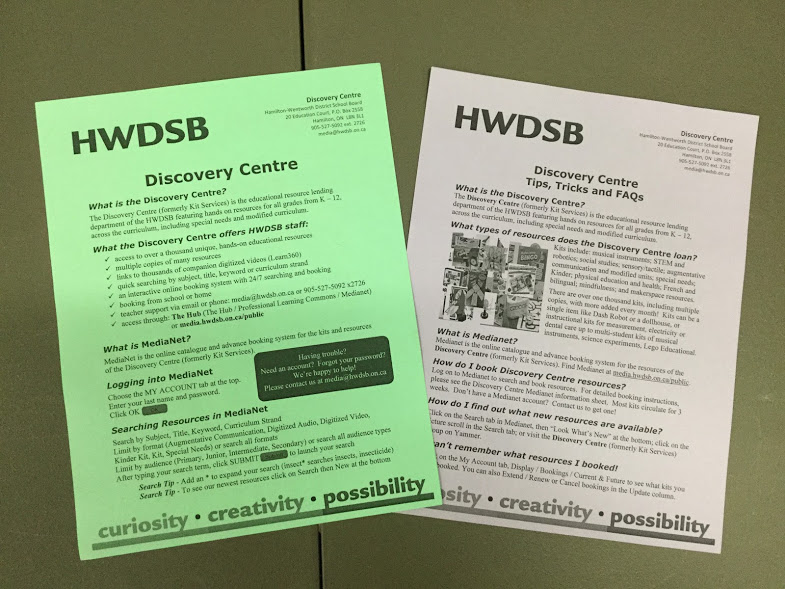 HWDSB
Discovery Centre
Hamilton-Wentworth District School Board
20 Education Court, P.O. Box 2558
Hamilton, ON L8N 3L1
905-527-5092 ext. 2726
media@hwdsb.on.ca
Discovery Centre
What is the Discovery Centre?
The Discovery Centre (formerly Kit Services) is the educational resource lending
department of the HWDSB featuring hands on resources for all grades from K – 12,
across the curriculum, including special needs and modified curriculum.
What the Discovery Centre offers HWDSB staff:
✓ access to over a thousand unique, hands-on educational resources
✓ multiple copies of many resources
✓ links to thousands of companion digitized videos (Learn360)
✓ quick searching by subject, title, keyword or curriculum strand
✓ an interactive online booking system with 24/7 searching and booking
✓ booking from school or home
✓ teacher support via email or phone: media@hwdsb.on.ca or 905-527-5092 x2726
✓ access through: The Hub (The Hub / Professional Learning Commons / Medianet)
or media.hwdsb.on.ca/public
What is MediaNet?
MediaNet is the online catalogue and advance booking system for the kits and resources
of the Discovery Centre (formerly Kit Services).
Logging into MediaNet
Choose the MY ACCOUNT tab at the top.
Enter your last name and password.
Click OK
Having trouble?
Need an account? Forgot your password?
We're happy to help!
Please contact us at media@hwdsb.on.ca
Searching Resources in MediaNet
Search by Subject, Title, Keyword, Curriculum Strand
Limit by format (Augmentative Communication, Digitized Audio, Digitized Video,
Kinder Kit, Kit, Special Needs) or search all formats
Limit by audience (Primary, Junior, Intermediate, Secondary) or search all audience types
After typing your search term, click SUBMIT to launch your search
Search Tip - Add an * to expand your search (insect* searches insects, insecticide)
Search Tip - To see our newest resources click on Search then New at the bottom
curiosity • creativity • possibility
HWDSB
Discovery Centre
Hamilton-Wentworth District School Board
20 Education Court, P.O. Box 2558
Hamilton, ON L8N 3L1
905-527-5092 ext. 2726
media@hwdsb.on.ca
Discovery Centre
Tips, Tricks and FAQs
What is the Discovery Centre?
The Discovery Centre (formerly Kit Services) is the educational resource lending
department of the HWDSB featuring hands on resources for all grades from K – 12,
across the curriculum, including special needs and modified curriculum.
What types of resources does the Discovery Centre loan?
Kits include: musical instruments; STEM and
robotics; social studies; sensory/tactile; augmentative
communication and modified units; special needs;
Kinder; physical education and health; French and
bilingual; mindfulness; and makerspace resources.
There are over one thousand kits, including multiple
copies, with more added every month! Kits can be a
single item like Dash Robot or a dollhouse, or
instructional kits for measurement, electricity or
dental care up to multi-student kits of musical
instruments, science experiments, Lego Educational.
BINGO
What is Medianet?
Medianet is the online catalogue and advance booking system for the resources of the
Discovery Centre (formerly Kit Services). Find Medianet at media.hwdsb.on.ca/public
How do I book Discovery Centre resources?
Log on to Medianet to search and book resources. For detailed booking instructions,
please see the Discovery Centre Medianet information sheet. Most kits circulate for 3
weeks. Don't have a Medianet account? Contact us to get one!
How do I find out what new resources are available?
Click on the Search tab in Medianet, then "Look What's New" at the bottom; click on the
cture scroll in the Search tab; or visit the Discovery Centre (formerly Kit Services)
oup on Yammer.
an't remember what resources I booked!
on the My Account tab, Display / Bookings / Current & Future to see what kits you
booked. You can also Extend / Renew or Cancel bookings in the Update column.
osity • creativity • possibility